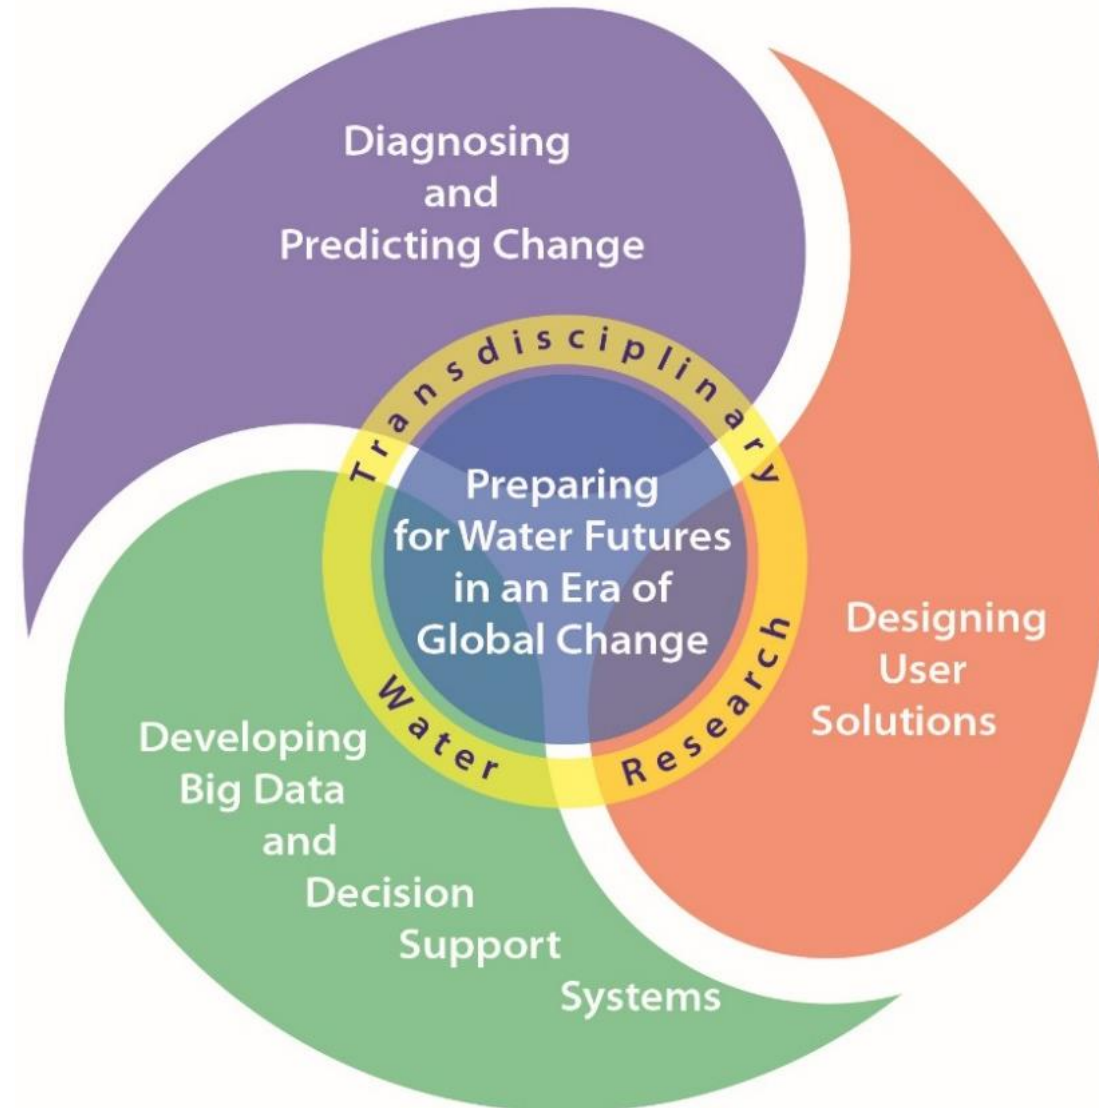 Diagnosing
and
Predicting Change
Transdisciplinary
Water
Research
Preparing
for Water Futures
in an Era of
Global Change
Designing
User
Solutions
Developing
Big Data
and
Decision
Support
Systems